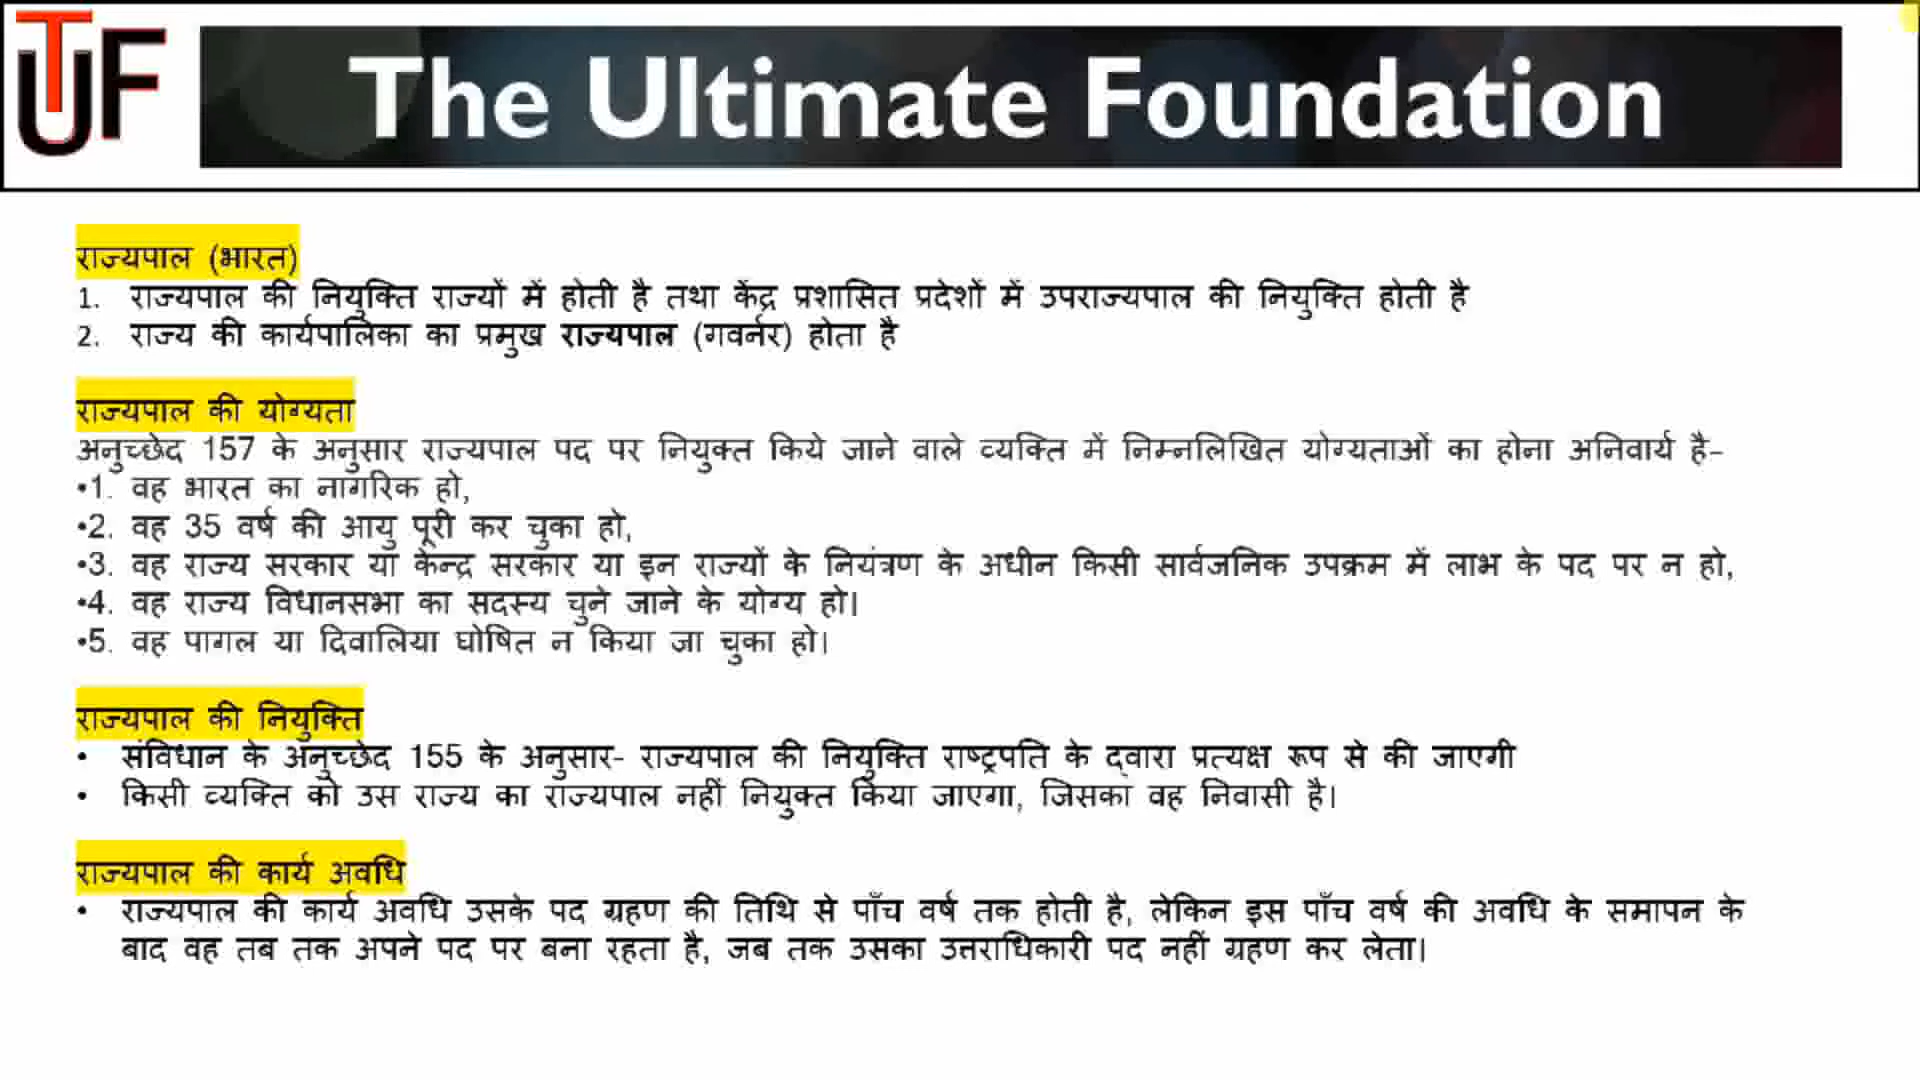 TUF
The Ultimate Foundation
राज्यपाल (भारत)
1. राज्यपाल की नियुक्ति राज्यों में होती है तथा केंद्र प्रशासित प्रदेशों में उपराज्यपाल की नियुक्ति होती है
2. राज्य की कार्यपालिका का प्रमुख राज्यपाल (गवर्नर) होता है
राज्यपाल की योग्यता
अनुच्छेद 157 के अनुसार राज्यपाल पद पर नियुक्त किये जाने वाले व्यक्ति में निम्नलिखित योग्यताओं का होना अनिवार्य है–
•1. वह भारत का नागरिक हो,
•2. वह 35 वर्ष की आयु पूरी कर चुका हो,
•3. वह राज्य सरकार या केन्द्र सरकार या इन राज्यों के नियंत्रण के अधीन किसी सार्वजनिक उपक्रम में लाभ के पद पर न हो,
•4. वह राज्य विधानसभा का सदस्य चुने जाने के योग्य हो।
•5. वह पागल या दिवालिया घोषित न किया जा चुका हो।
राज्यपाल की नियुक्ति
• संविधान के अनुच्छेद 155 के अनुसार- राज्यपाल की नियुक्ति राष्ट्रपति के द्वारा प्रत्यक्ष रूप से की जाएगी
• किसी व्यक्ति को उस राज्य का राज्यपाल नहीं नियुक्त किया जाएगा, जिसका वह निवासी है।
राज्यपाल की कार्य अवधि
• राज्यपाल की कार्य अवधि उसके पद ग्रहण की तिथि से पाँच वर्ष तक होती है, लेकिन इस पाँच वर्ष की अवधि के समापन के
बाद वह तब तक अपने पद पर बना रहता है, जब तक उसका उत्तराधिकारी पद नहीं ग्रहण कर लेता।